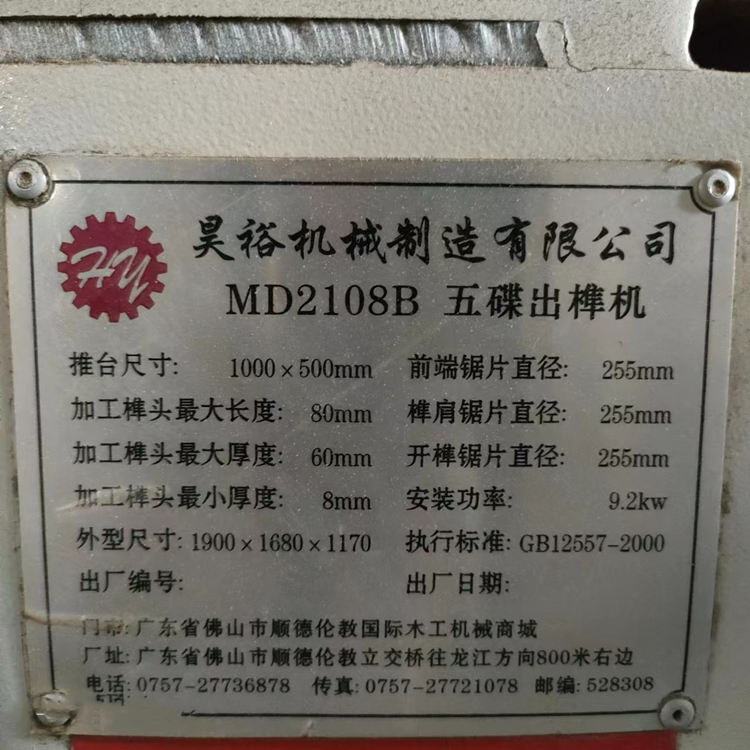 HY
昊裕机械制造有限公司
MD2108B 五碟出榫机
推台尺寸: 1000×500mm 前端锯片直径: 255mm
加工榫头最大长度: 80mm 榫肩锯片直径: 255mm
加工榫头最大厚度: 60mm 开榫锯片直径: 255mm
加工榫头最小厚度: 8mm 安装功率: 9.2kw
外型尺寸: 1900×1680×1170 执行标准: GB12557-2000
出厂编号: 出厂日期:
门市: 广东省佛山市顺德伦教国际木工机械商城
厂址: 广东省佛山市顺德伦教立交桥往龙江方向800米右边
电话: 0757-27736878 传真: 0757-27721078 邮编: 528308